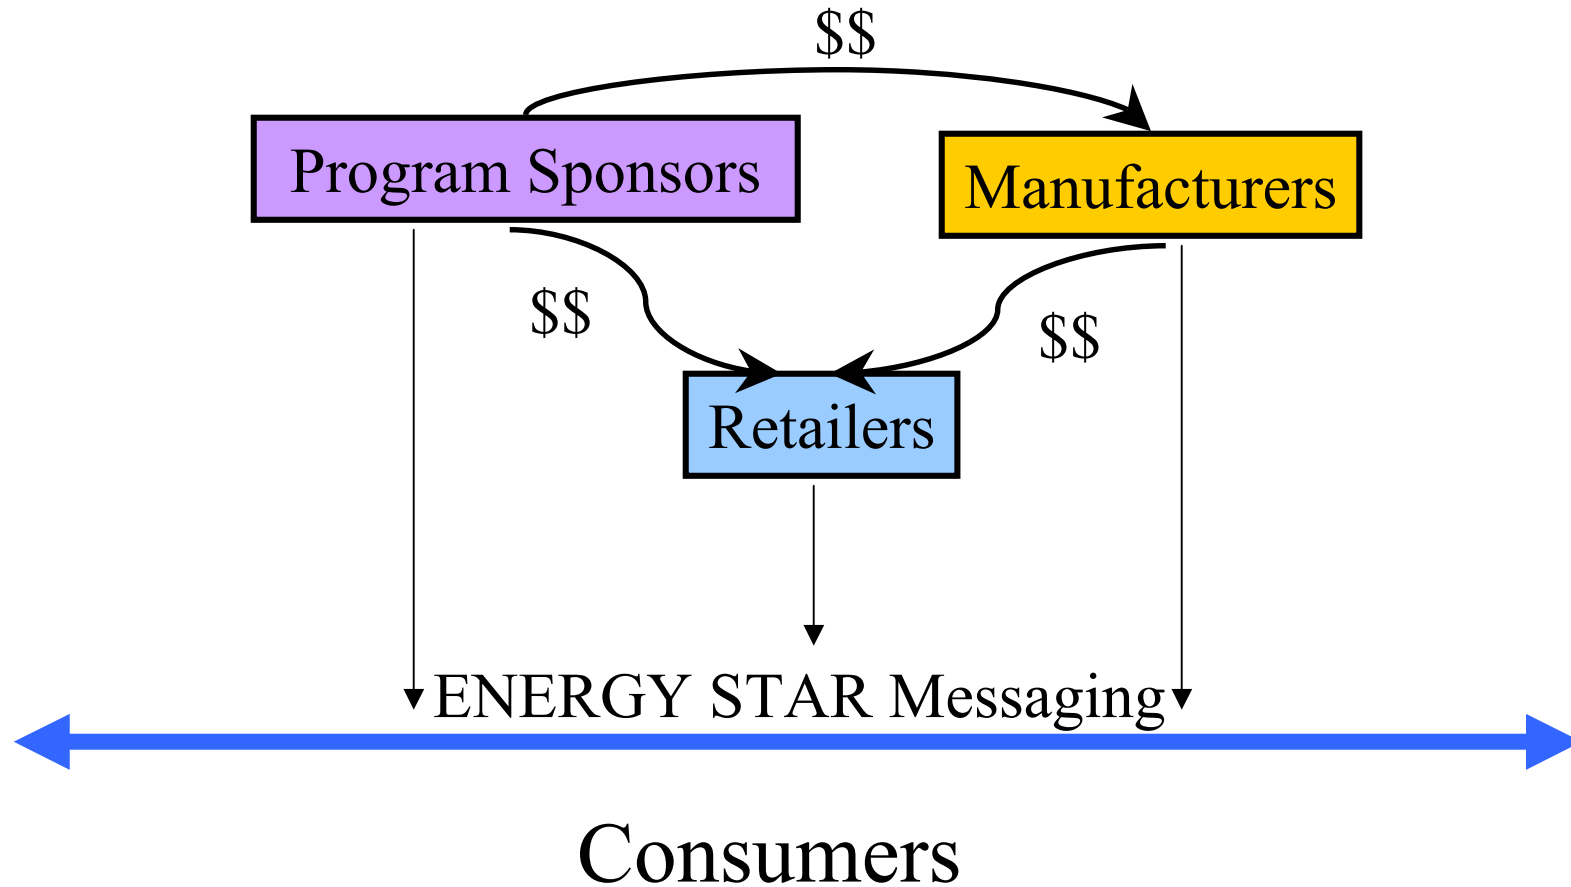 $$
Program Sponsors
Manufacturers
$$
$$
Retailers
ENERGY STAR Messaging
Consumers